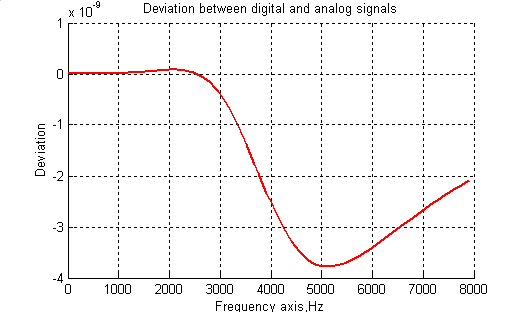 Deviation between digital and analog signals
x 10^-9
1
0
-1
-2
-3
-4
Deviation
0 1000 2000 3000 4000 5000 6000 7000 8000
Frequency axis,Hz